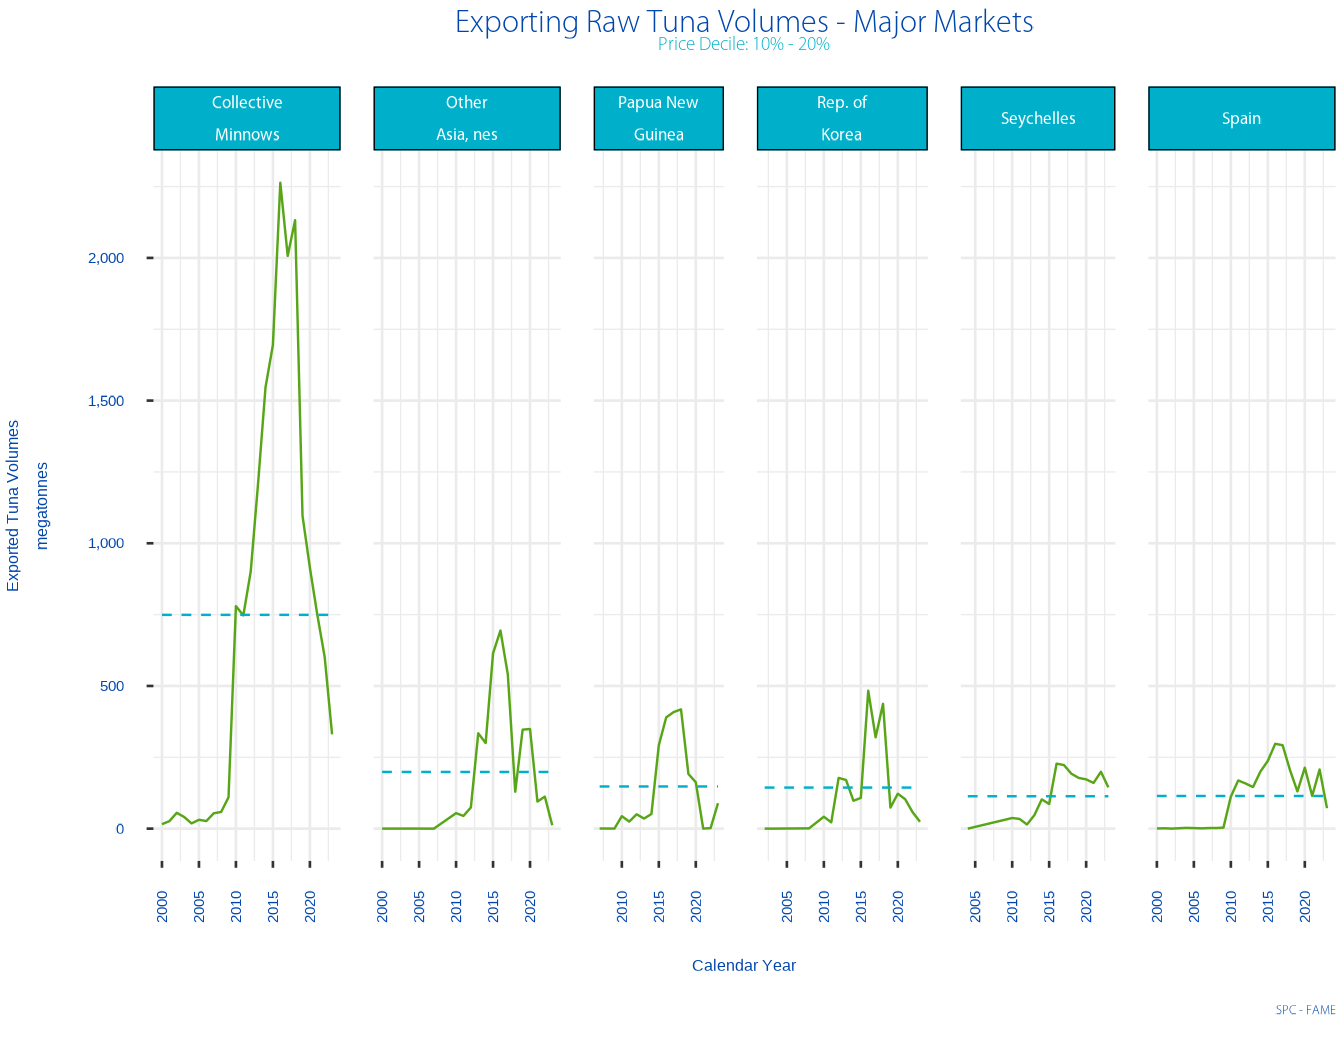 Exporting Raw Tuna Volumes - Major Markets
Price Decile: 10% - 20%
Collective
Minnows
Other
Asia, nes
Papua New
Guinea
Rep. of
Korea
Seychelles
Spain
2,000
1,500
1,000
500
0
Exported Tuna Volumes
megatonnes
2000 2005 2010 2015 2020
2000 2005 2010 2015 2020
2010 2015 2020
2005 2010 2015 2020
2005 2010 2015 2020
2000 2005 2010 2015 2020
Calendar Year
SPC - FAME